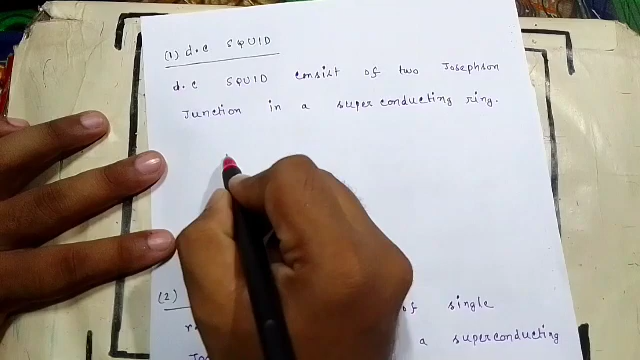 (1) d.c SQUID
d.c SQUID consist of two Josephson
Junction in a superconducting ring.
(2) of single
a superconducting